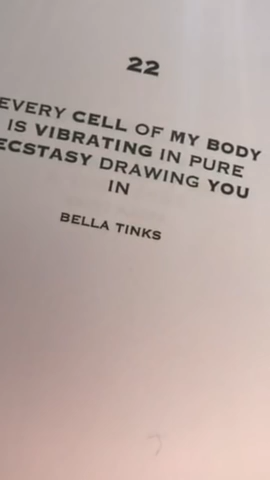 22
EVERY CELL OF MY BODY
IS VIBRATING IN PURE
ECSTASY DRAWING YOU
IN
BELLA TINKS